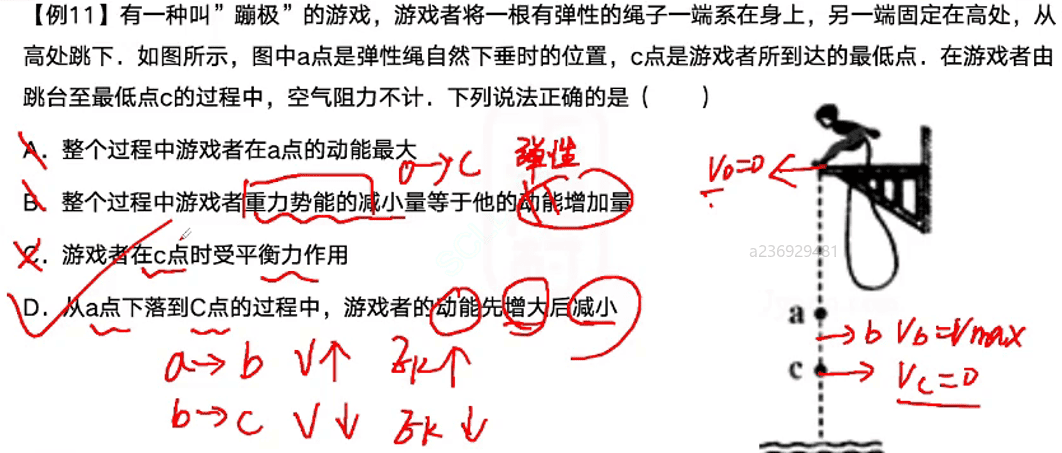 【例11】有一种叫”蹦极”的游戏，游戏者将一根有弹性的绳子一端系在身上，另一端固定在高处，从
高处跳下．如图所示，图中a点是弹性绳自然下垂时的位置，c点是游戏者所到达的最低点．在游戏者由
跳台至最低点c的过程中，空气阻力不计．下列说法正确的是（　　）
A．整个过程中游戏者在a点的动能最大
0→C 弹性
B．整个过程中游戏者重力势能的减小量等于他的动能增加量
C．游戏者在c点时受平衡力作用
D．从a点下落到C点的过程中，游戏者的动能先增大后减小
a→b V↑ Ek↑
b→c V↓ Ek↓
V0=0
a236929481
a
→b Vb=Vmax
c → Vc=0